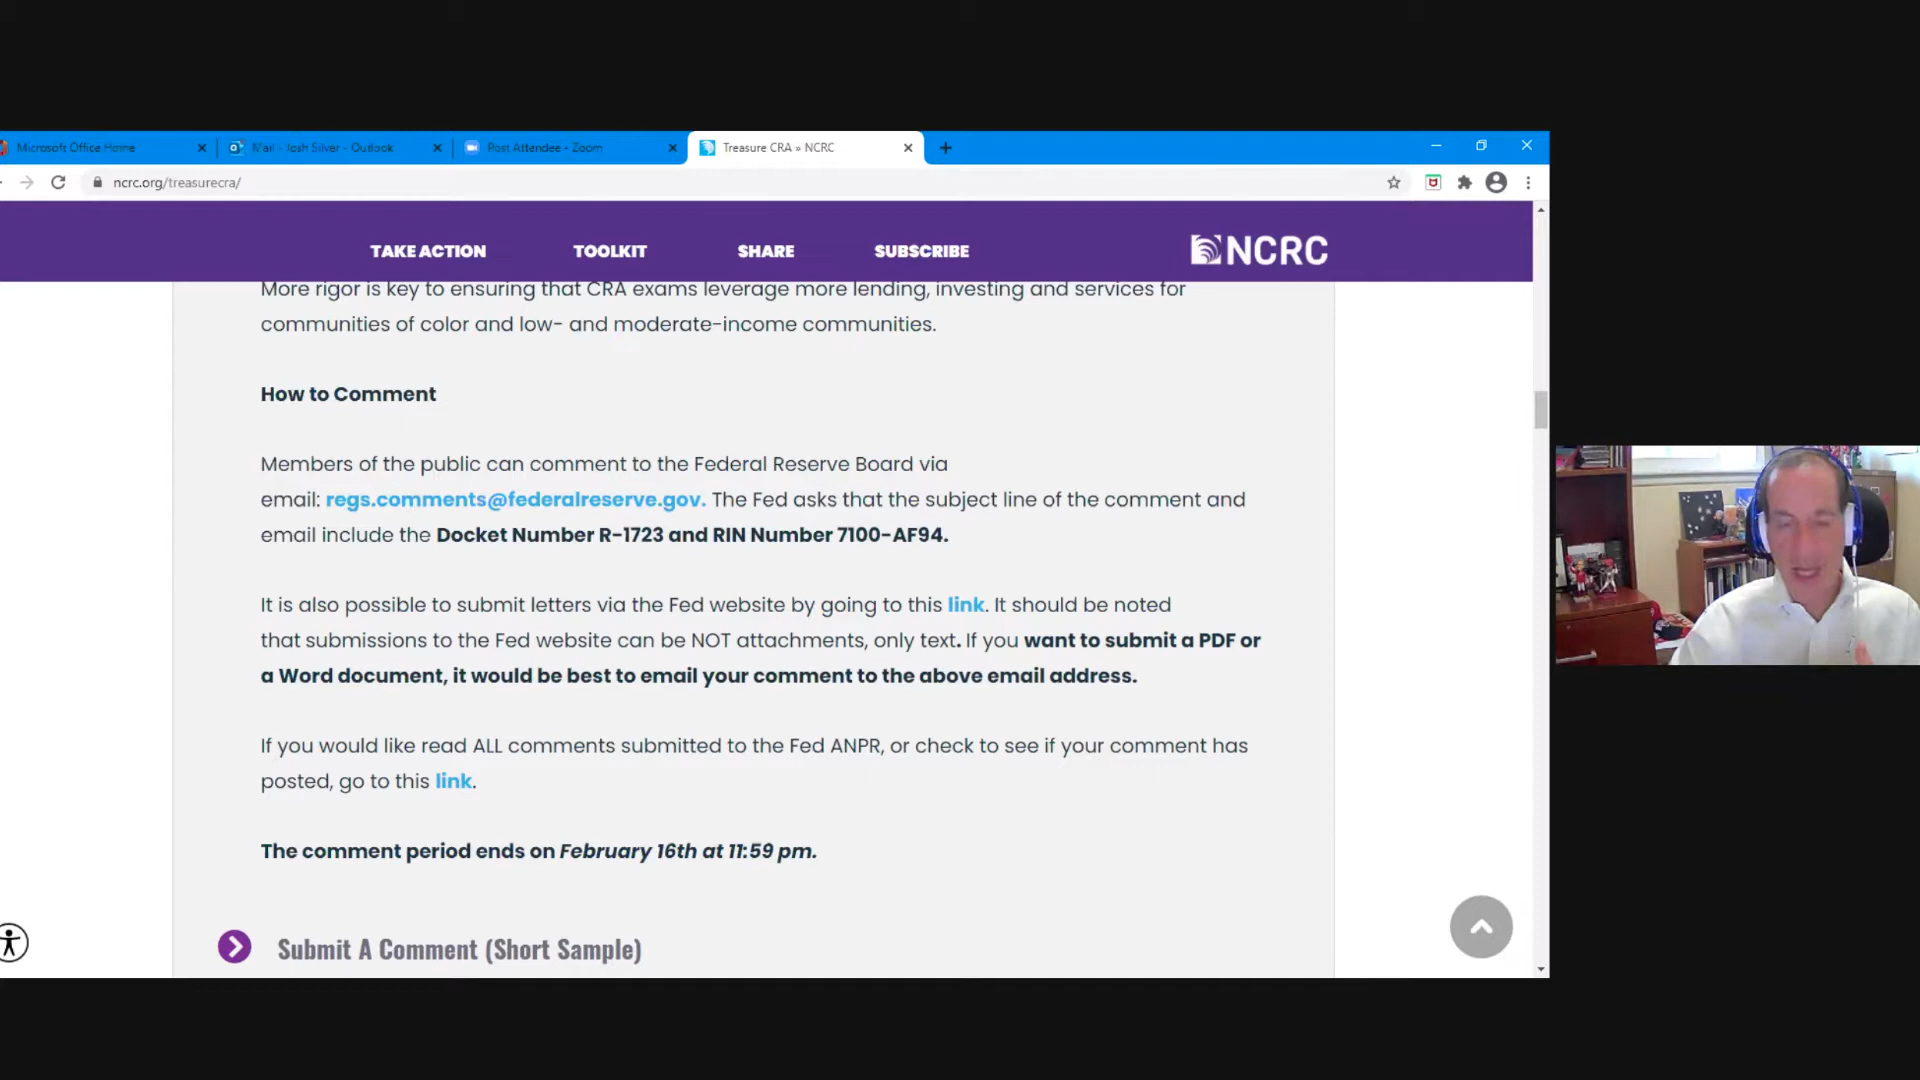 Microsoft Office Home
Mail - Josh Silver - Outlook
Post Attendee - Zoom
Treasure CRA » NCRC
ncrc.org/treasurecra/
TAKE ACTION
TOOLKIT
SHARE
SUBSCRIBE
NCRC
More rigor is key to ensuring that CRA exams leverage more lending, investing and services for
communities of color and low- and moderate-income communities.
How to Comment
Members of the public can comment to the Federal Reserve Board via
email: regs.comments@federalreserve.gov. The Fed asks that the subject line of the comment and
email include the Docket Number R-1723 and RIN Number 7100-AF94.
It is also possible to submit letters via the Fed website by going to this link. It should be noted
that submissions to the Fed website can be NOT attachments, only text. If you want to submit a PDF or
a Word document, it would be best to email your comment to the above email address.
If you would like read ALL comments submitted to the Fed ANPR, or check to see if your comment has
posted, go to this link.
The comment period ends on February 16th at 11:59 pm.
Submit A Comment (Short Sample)